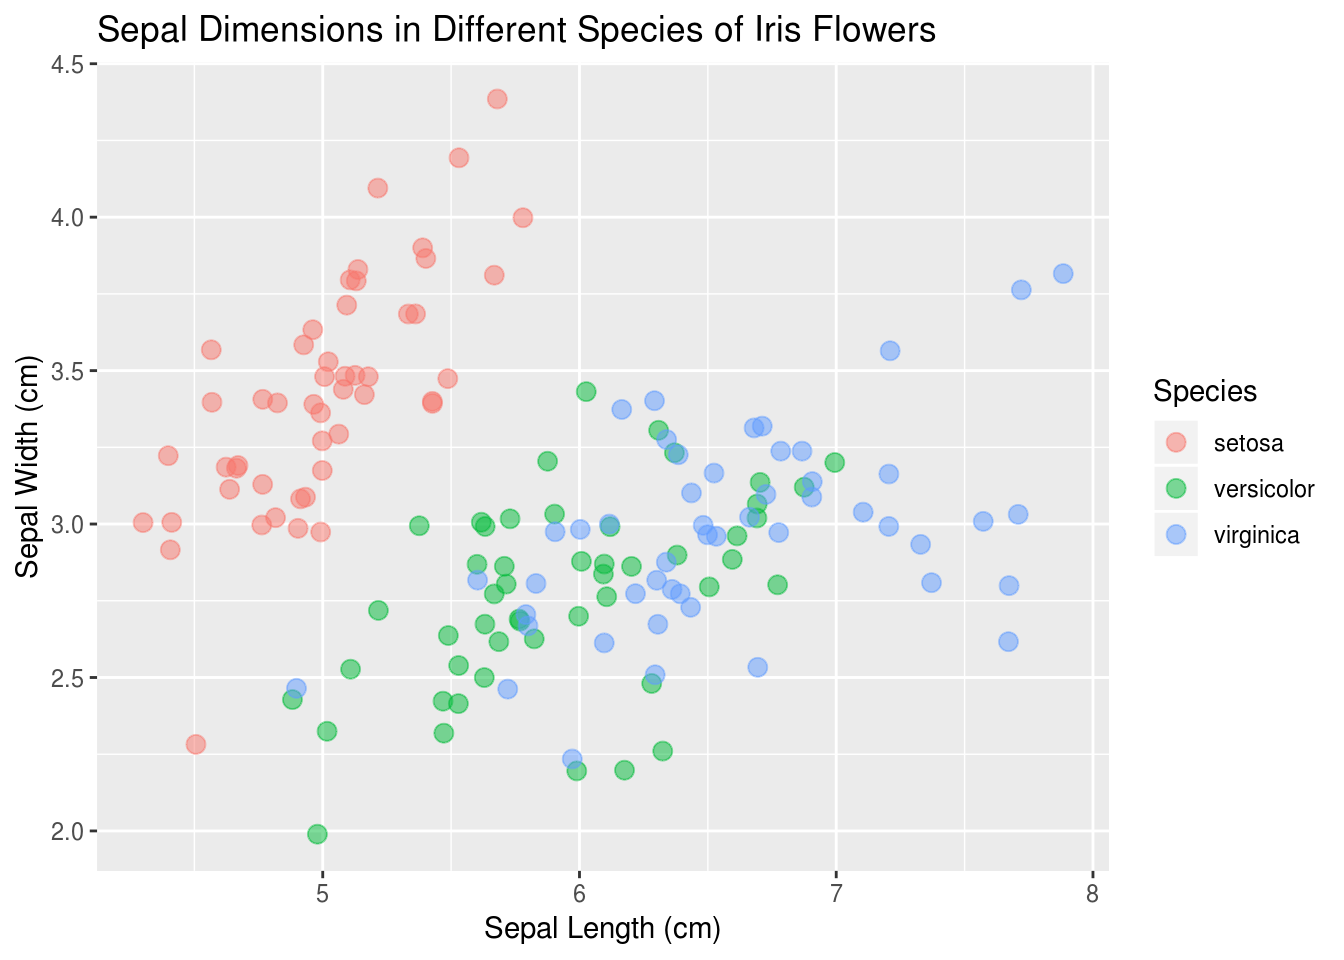 Sepal Dimensions in Different Species of Iris Flowers
4.5
4.0
3.5
3.0
2.5
2.0
Sepal Width (cm)
5 6 7 8
Sepal Length (cm)
Species
setosa
versicolor
virginica